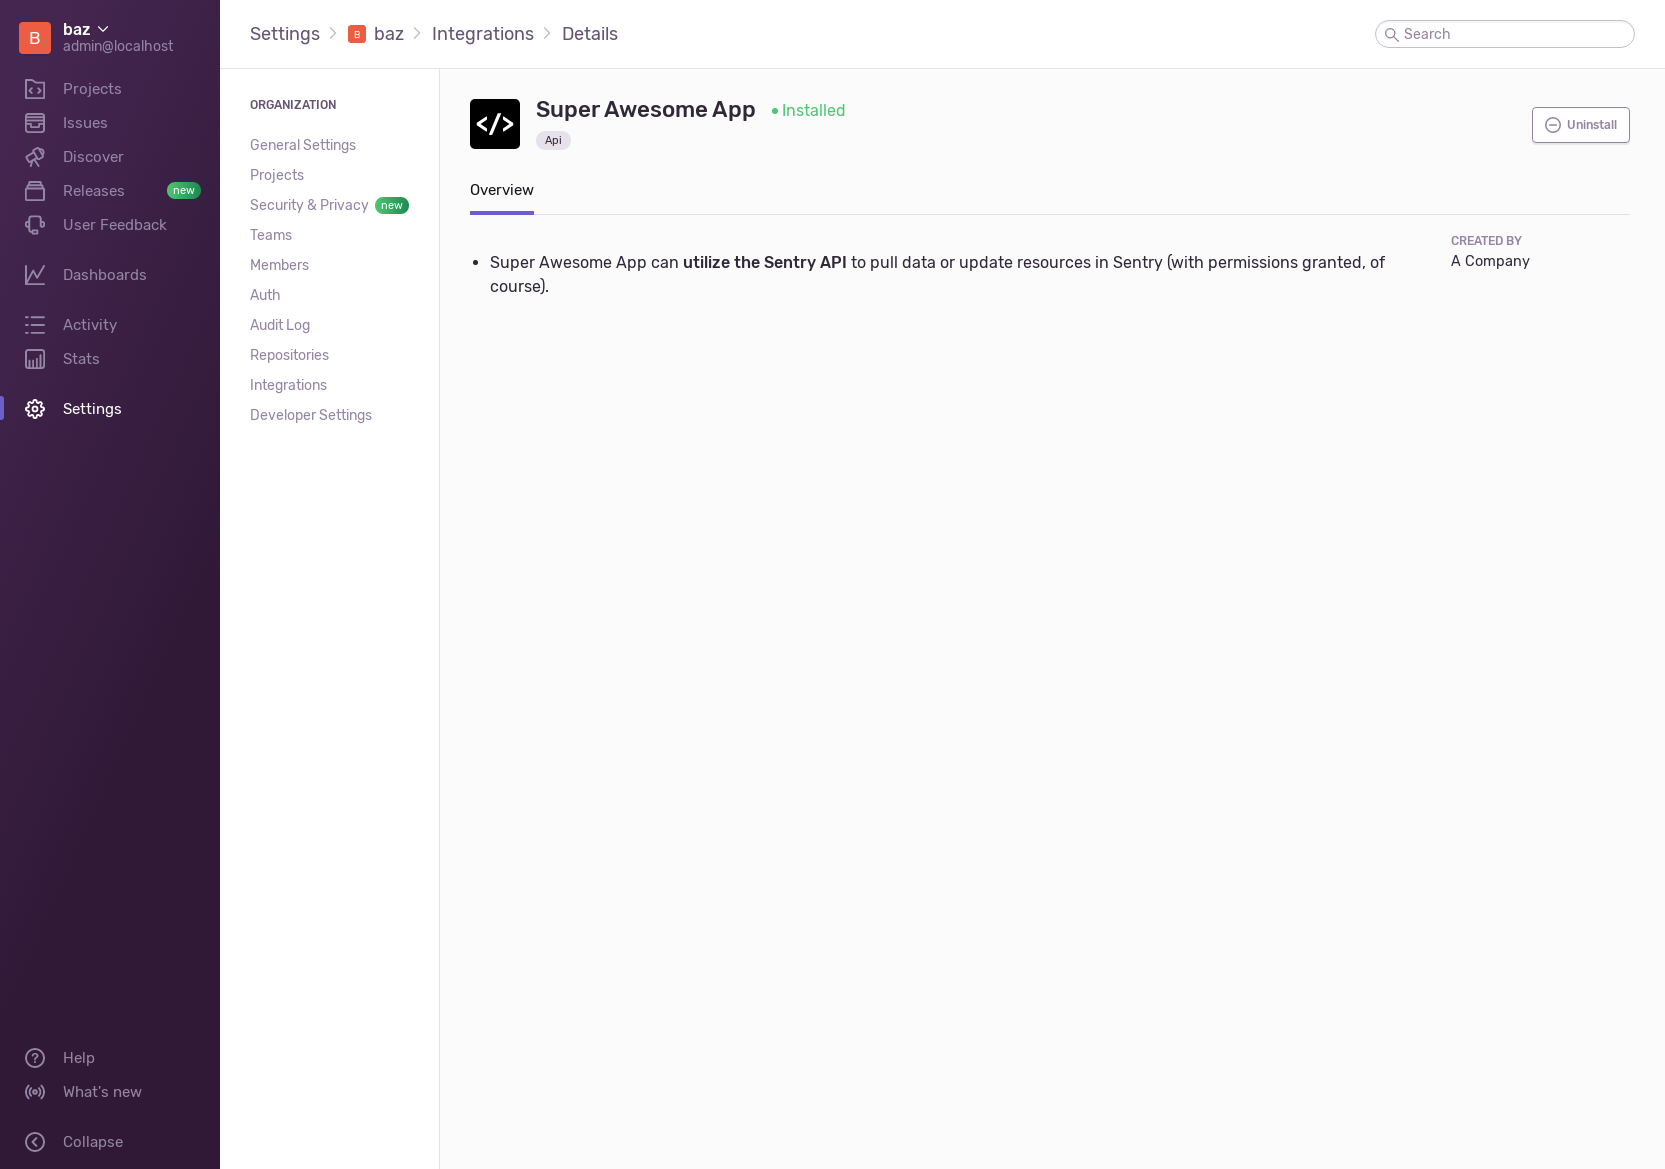 B
baz
admin@localhost
Projects
Issues
Discover
Releases new
User Feedback
Dashboards
Activity
Stats
Settings
Help
What's new
Collapse
Settings B baz Integrations Details
Search
ORGANIZATION
General Settings
Projects
Security & Privacy new
Teams
Members
Auth
Audit Log
Repositories
Integrations
Developer Settings
</>
Super Awesome App Installed
Api
Uninstall
Overview
Super Awesome App can utilize the Sentry API to pull data or update resources in Sentry (with permissions granted, of
course).
CREATED BY
A Company